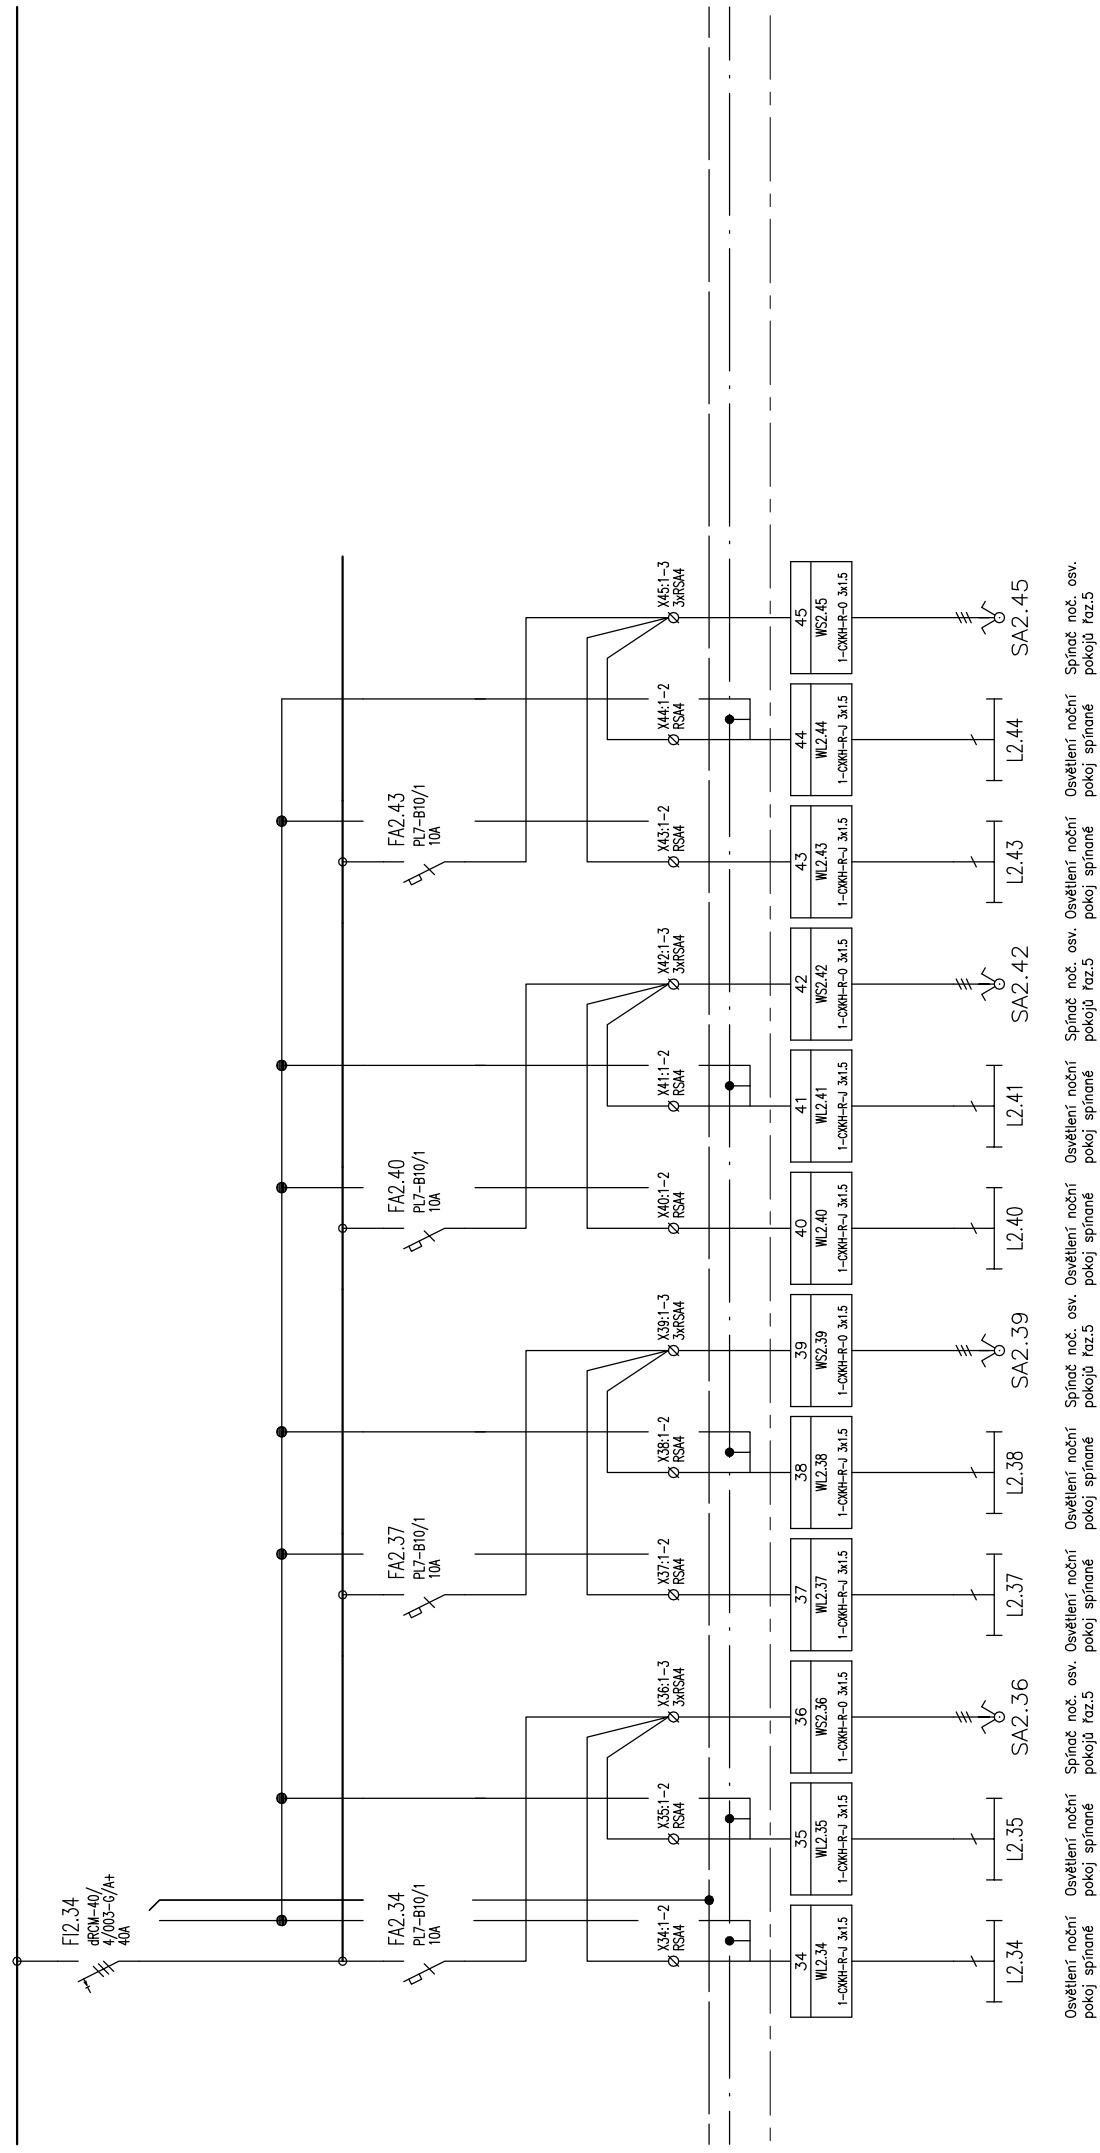 FI2.34
dRCM-40/
4/003-G/A+
40A
FA2.34
PL7-B10/1
10A
FA2.37
PL7-B10/1
10A
FA2.40
PL7-B10/1
10A
FA2.43
PL7-B10/1
10A
X34:1-2
RSA4
X35:1-2
RSA4
X36:1-3
3xRSA4
X37:1-2
RSA4
X38:1-2
RSA4
X39:1-3
3xRSA4
X40:1-2
RSA4
X41:1-2
RSA4
X42:1-3
3xRSA4
X43:1-2
RSA4
X44:1-2
RSA4
X45:1-3
3xRSA4
34
WL2.34
1-CXKH-R-J 3x1.5
35
WL2.35
1-CXKH-R-J 3x1.5
36
WS2.36
1-CXKH-R-O 3x1.5
37
WL2.37
1-CXKH-R-J 3x1.5
38
WL2.38
1-CXKH-R-J 3x1.5
39
WS2.39
1-CXKH-R-O 3x1.5
40
WL2.40
1-CXKH-R-J 3x1.5
41
WL2.41
1-CXKH-R-J 3x1.5
42
WS2.42
1-CXKH-R-O 3x1.5
43
WL2.43
1-CXKH-R-J 3x1.5
44
WL2.44
1-CXKH-R-J 3x1.5
45
WS2.45
1-CXKH-R-O 3x1.5
L2.34
L2.35
SA2.36
L2.37
L2.38
SA2.39
L2.40
L2.41
SA2.42
L2.43
L2.44
SA2.45
Osvětlení noční
pokoj spínané
Osvětlení noční
pokoj spínané
Spínač noč. osv.
pokojů řaz.5
Osvětlení noční
pokoj spínané
Osvětlení noční
pokoj spínané
Spínač noč. osv.
pokojů řaz.5
Osvětlení noční
pokoj spínané
Osvětlení noční
pokoj spínané
Spínač noč. osv.
pokojů řaz.5
Osvětlení noční
pokoj spínané
Osvětlení noční
pokoj spínané
Spínač noč. osv.
pokojů řaz.5